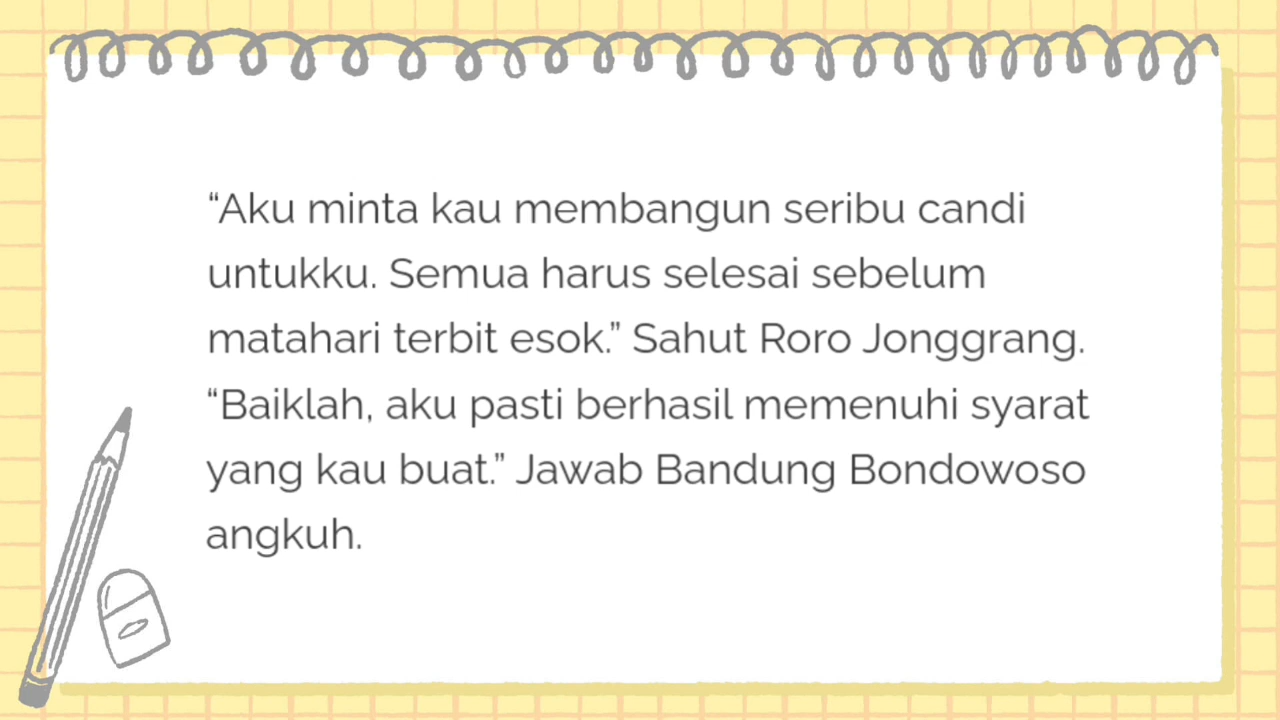 “Aku minta kau membangun seribu candi
untukku. Semua harus selesai sebelum
matahari terbit esok.” Sahut Roro Jonggrang.
“Baiklah, aku pasti berhasil memenuhi syarat
yang kau buat.” Jawab Bandung Bondowoso
angkuh.